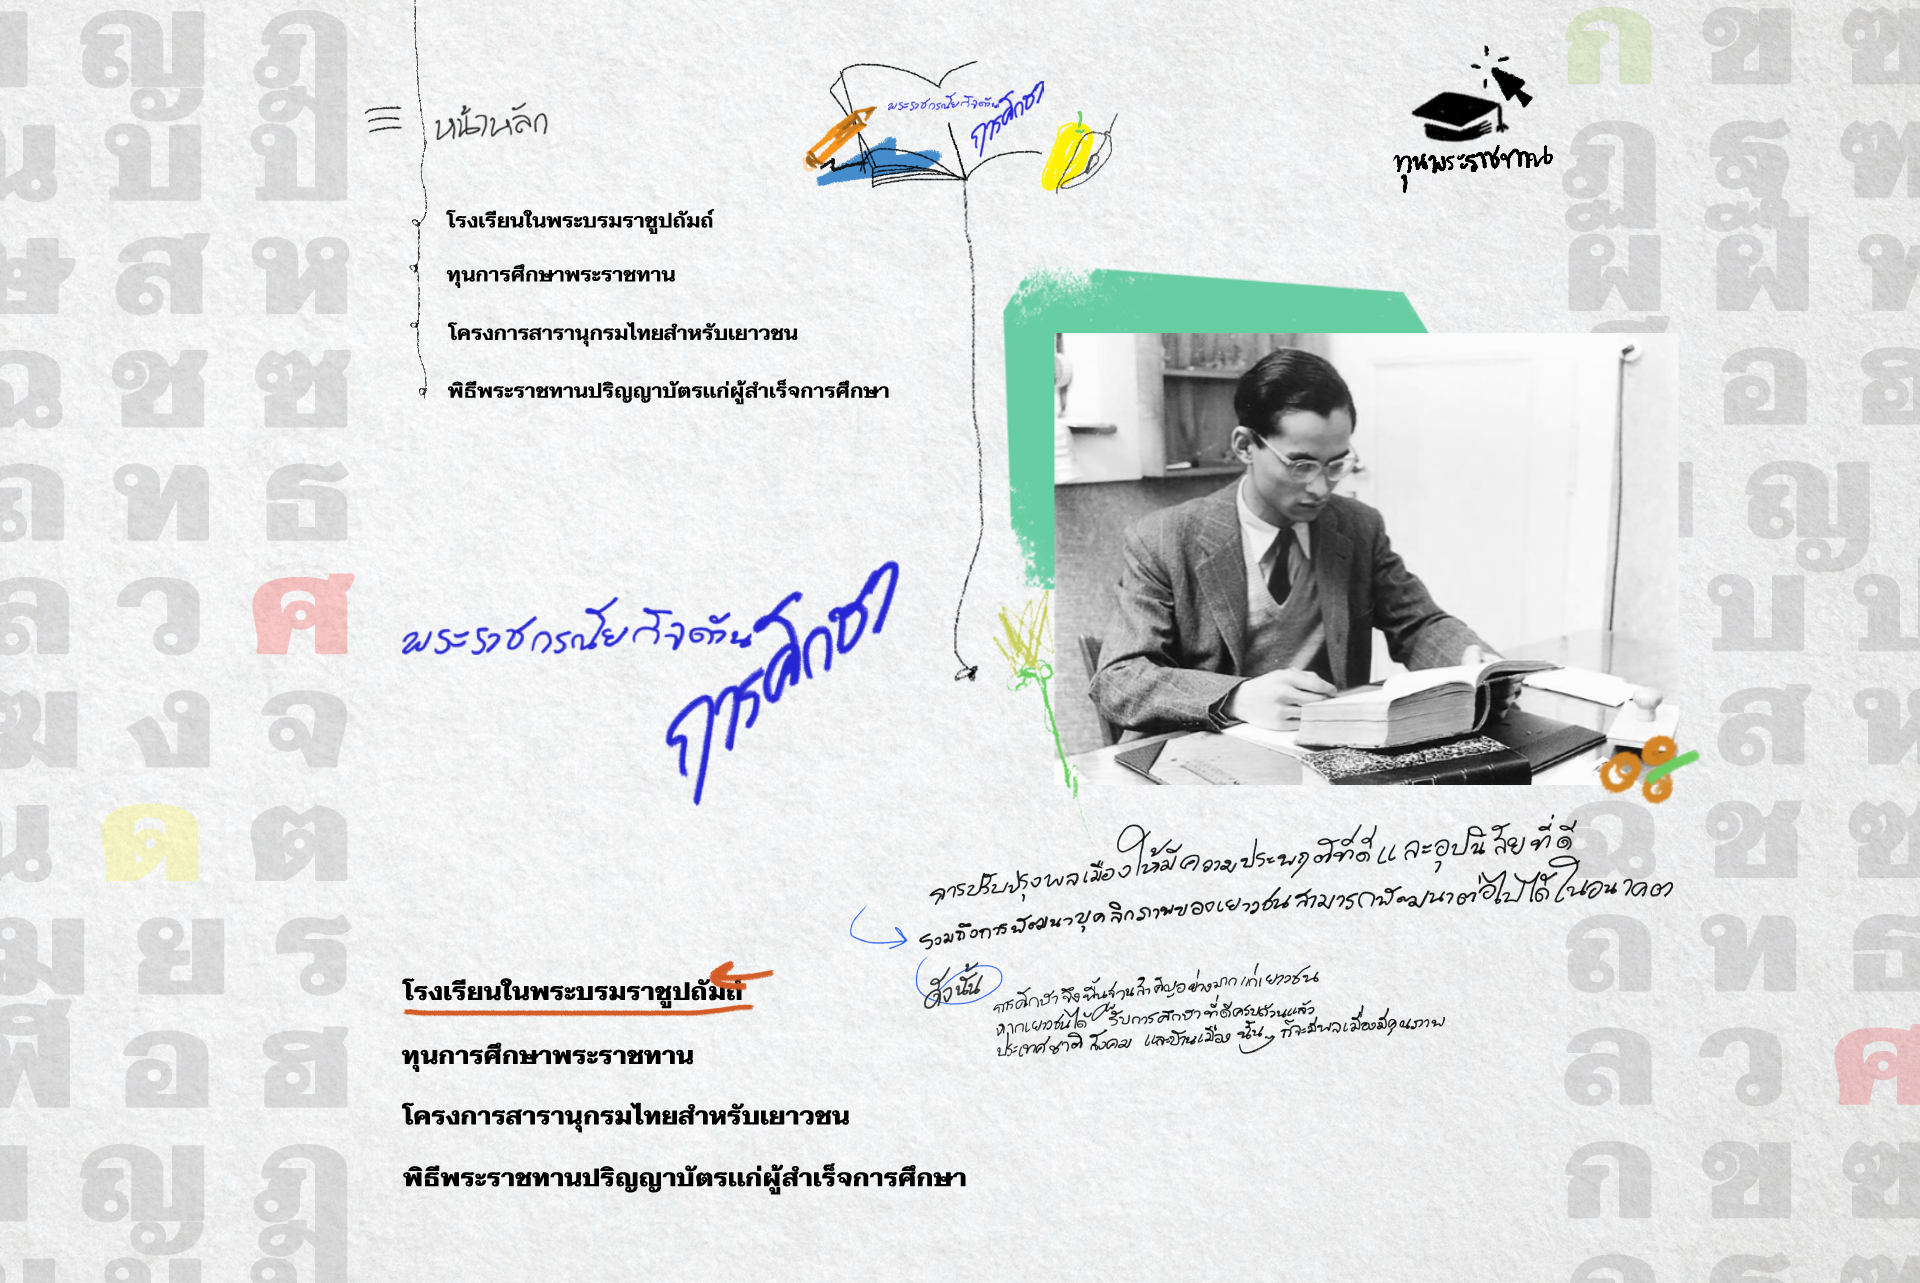 หน้าหลัก
พระราชกรณียกิจด้าน
การศึกษา
ทุนพระราชทาน
โรงเรียนในพระบรมราชูปถัมถ์
ทุนการศึกษาพระราชทาน
โครงการสารานุกรมไทยสำหรับเยาวชน
พิธีพระราชทานปริญญาบัตรแก่ผู้สำเร็จการศึกษา
พระราชกรณียกิจด้าน
การศึกษา
การปรับปรุงพลเมืองให้มีความประพฤติที่ดีและอุปนิสัยที่ดี
รวมถึงการพัฒนาบุคลิกภาพของเยาวชนสามารถพัฒนาต่อไปได้ในอนาคต
ดังนั้น
การศึกษาจึงเป็นฐานสำคัญอย่างมากแก่เยาวชน
หากเยาวชนได้รับการศึกษาที่ดีครบถ้วนแล้ว
ประเทศชาติ สังคม และบ้านเมือง นั้นๆ ก็จะมีพลเมืองมีคุณภาพ
โรงเรียนในพระบรมราชูปถัมถ์
ทุนการศึกษาพระราชทาน
โครงการสารานุกรมไทยสำหรับเยาวชน
พิธีพระราชทานปริญญาบัตรแก่ผู้สำเร็จการศึกษา